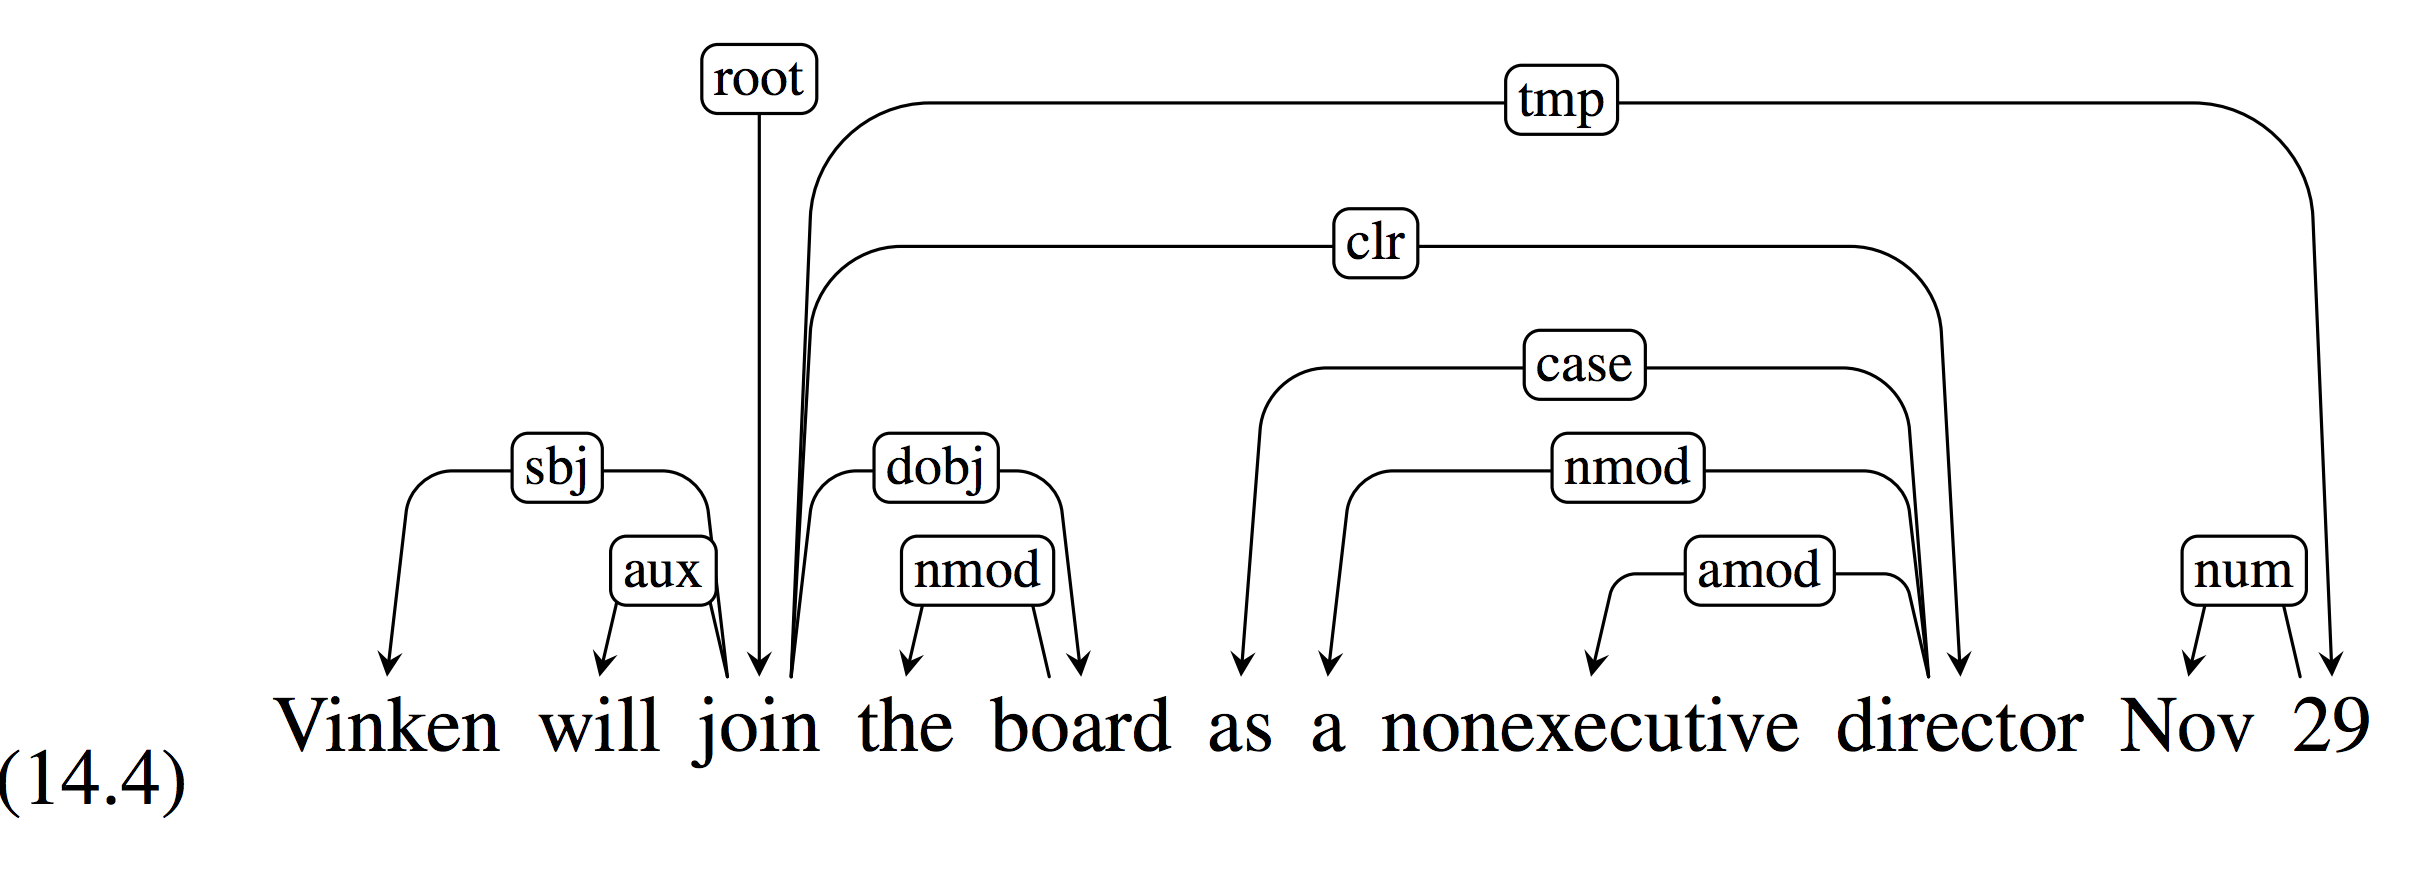 root
tmp
clr
case
sbj dobj nmod
aux nmod amod num
Vinken will join the board as a nonexecutive director Nov 29
(14.4)